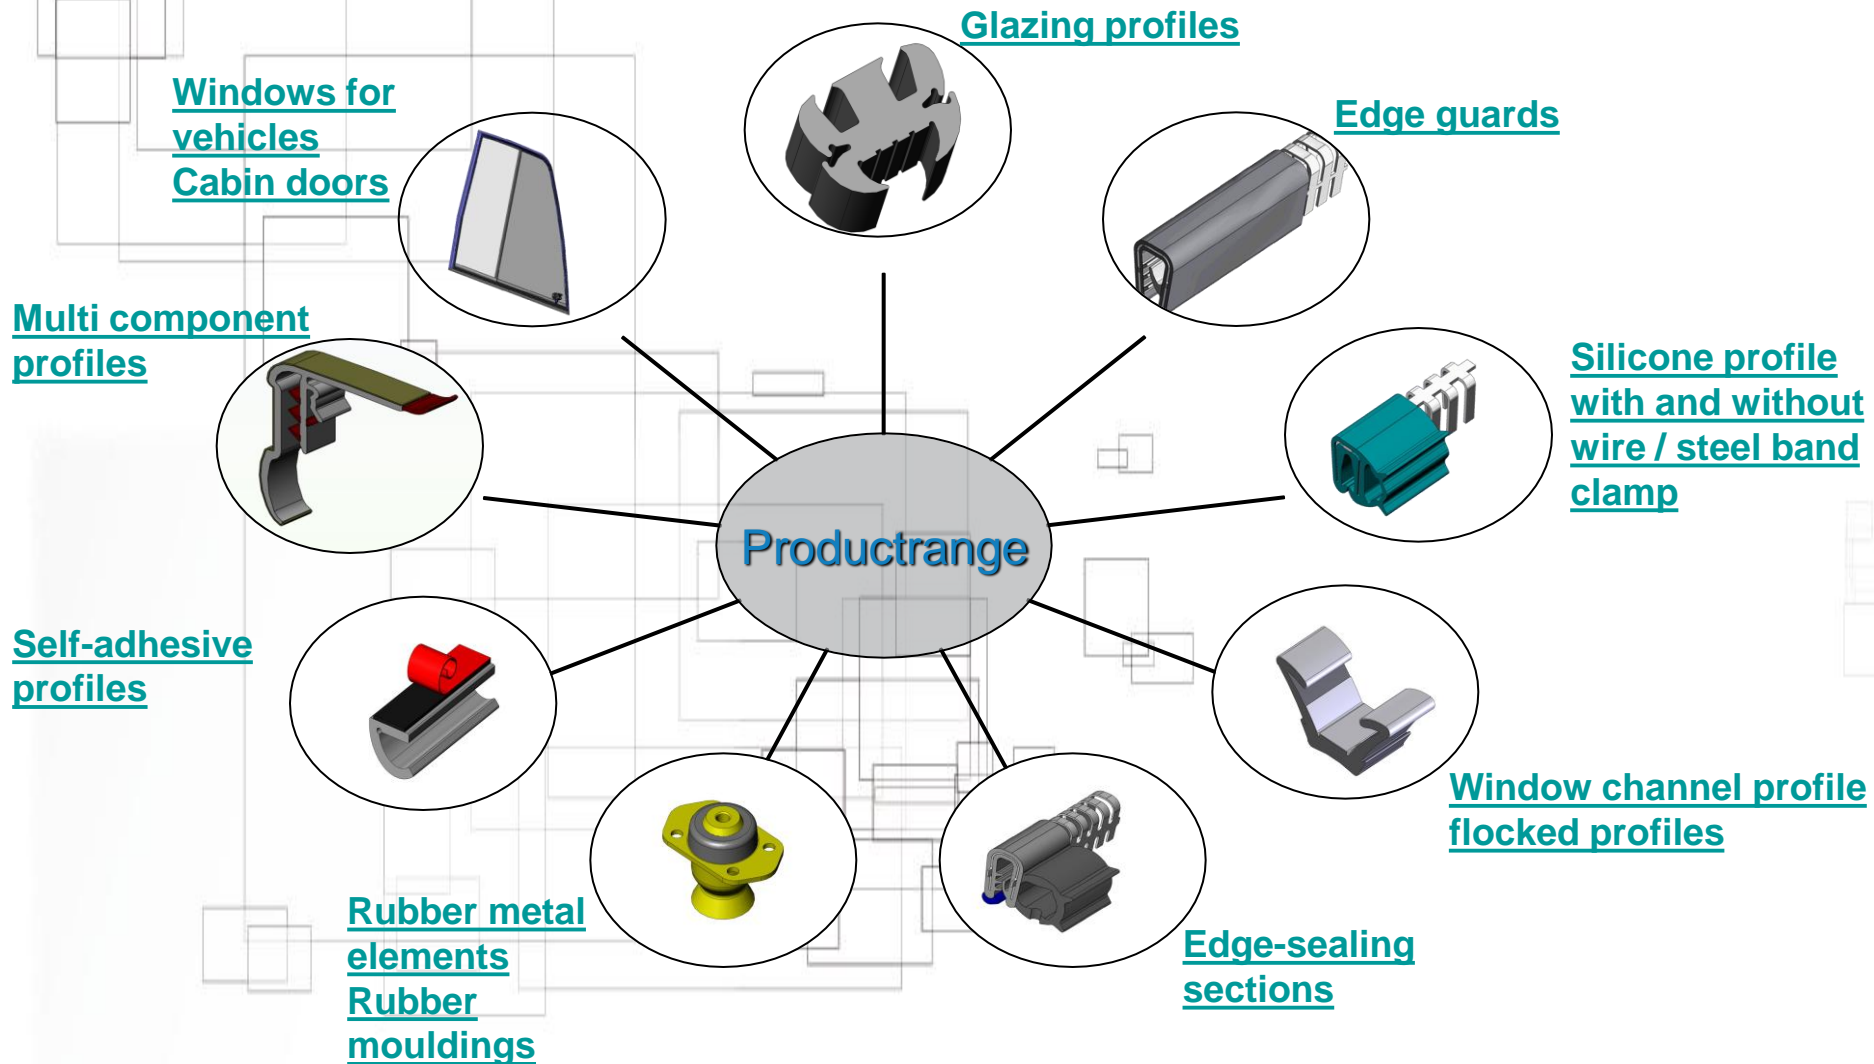 Glazing profiles
Windows for
vehicles
Cabin doors
Edge guards
Multi component
profiles
Silicone profile
with and without
wire / steel band
clamp
Productrange
Self-adhesive
profiles
Window channel profile
flocked profiles
Rubber metal
elements
Rubber
mouldings
Edge-sealing
sections